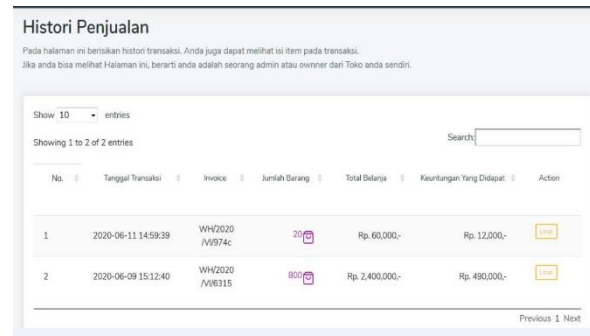 Histori Penjualan
Pada halaman ini berisikan histori transaksi. Anda juga dapat melihat isi item pada transaksi.
Jika anda bisa melihat Halaman ini, berarti anda adalah seorang admin atau ownner dari Toko anda sendiri.
Show 10 entries
Showing 1 to 2 of 2 entries
Search:
No. Tanggal Transaksi Invoice Jumlah Barang Total Belanja Keuntungan Yang Didapat Action
1 2020-06-11 14:59:39 WH/2020 20 Rp. 60,000,- Rp. 12,000,- Lihat
/VI/974c
2 2020-06-09 15:12:40 WH/2020 800 Rp. 2,400,000,- Rp. 490,000,- Lihat
/VI/6315
Previous 1 Next